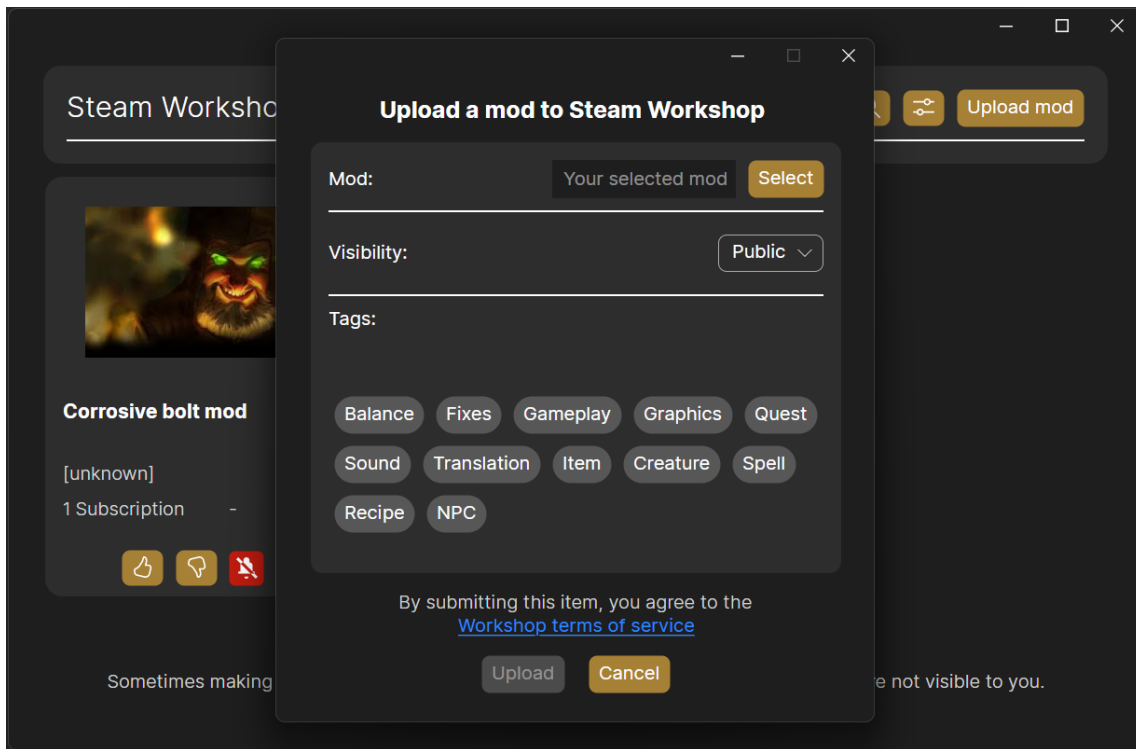 Steam Worksho
Upload mod
Upload a mod to Steam Workshop
Mod:
Your selected mod
Select
Visibility:
Public
Tags:
Balance
Fixes
Gameplay
Graphics
Quest
Sound
Translation
Item
Creature
Spell
Recipe
NPC
By submitting this item, you agree to the
Workshop terms of service
Upload
Cancel
Corrosive bolt mod
[unknown]
1 Subscription -
Sometimes making
e not visible to you.